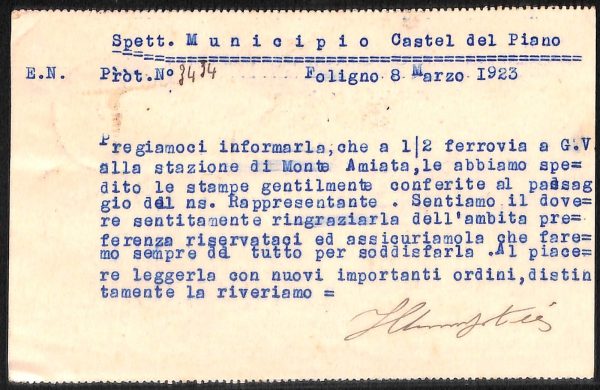 Spett. M u n i c i p i o  Castel del Piano
E.N. Pròt.No 3434 Foligno 8 Marzo 1923
Pregiamoci informarla, che a 1/2 ferrovia a G.V.
alla stazione di Monte Amiata, le abbiamo spe-
dito le stampe gentilmente conferite al passag
gio del ns. Rappresentante . Sentiamo il dove-
re sentitamente ringraziarla dell'ambita pre-
ferenza riservataci ed assicuriamola che fare=
mo sempre del tutto per soddisfarla .Al piace=
re leggerla con nuovi importanti ordini, distin
tamente la riveriamo =